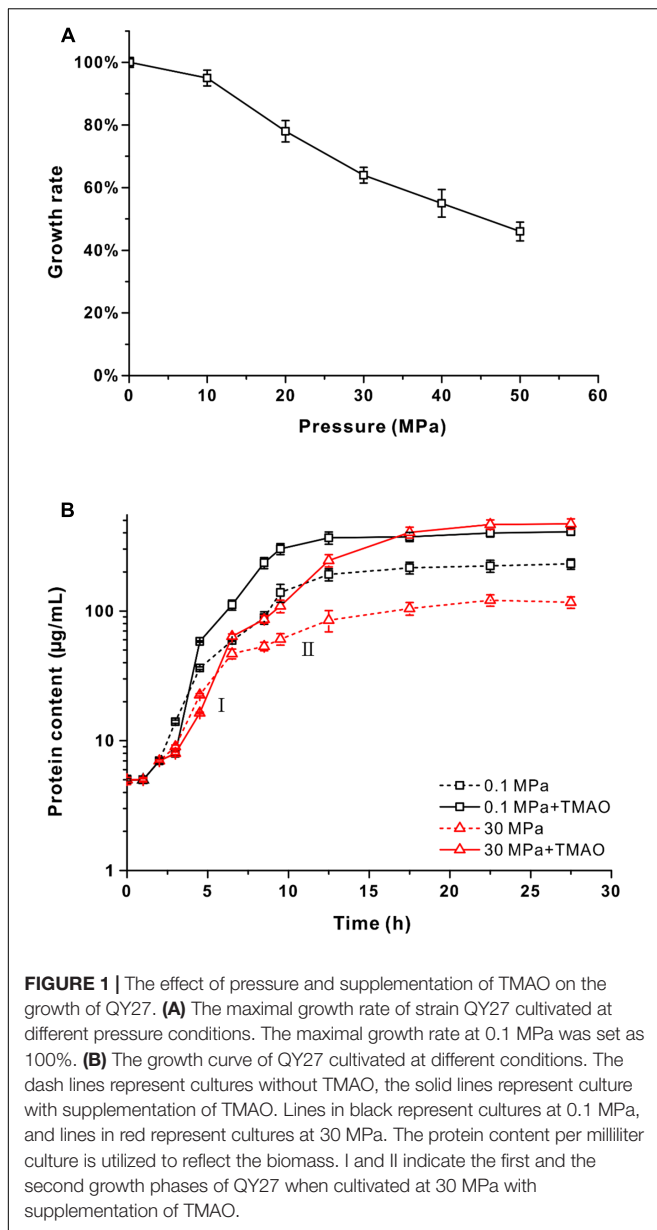 A
100%
80%
60%
40%
20%
0%
Growth rate
0 10 20 30 40 50 60
Pressure (MPa)
B
100
10
1
Protein content (µg/mL)
I
II
0.1 MPa
0.1 MPa+TMAO
30 MPa
30 MPa+TMAO
0 5 10 15 20 25 30
Time (h)
FIGURE 1 | The effect of pressure and supplementation of TMAO on the
growth of QY27. (A) The maximal growth rate of strain QY27 cultivated at
different pressure conditions. The maximal growth rate at 0.1 MPa was set as
100%. (B) The growth curve of QY27 cultivated at different conditions. The
dash lines represent cultures without TMAO, the solid lines represent culture
with supplementation of TMAO. Lines in black represent cultures at 0.1 MPa,
and lines in red represent cultures at 30 MPa. The protein content per milliliter
culture is utilized to reflect the biomass. I and II indicate the first and the
second growth phases of QY27 when cultivated at 30 MPa with
supplementation of TMAO.